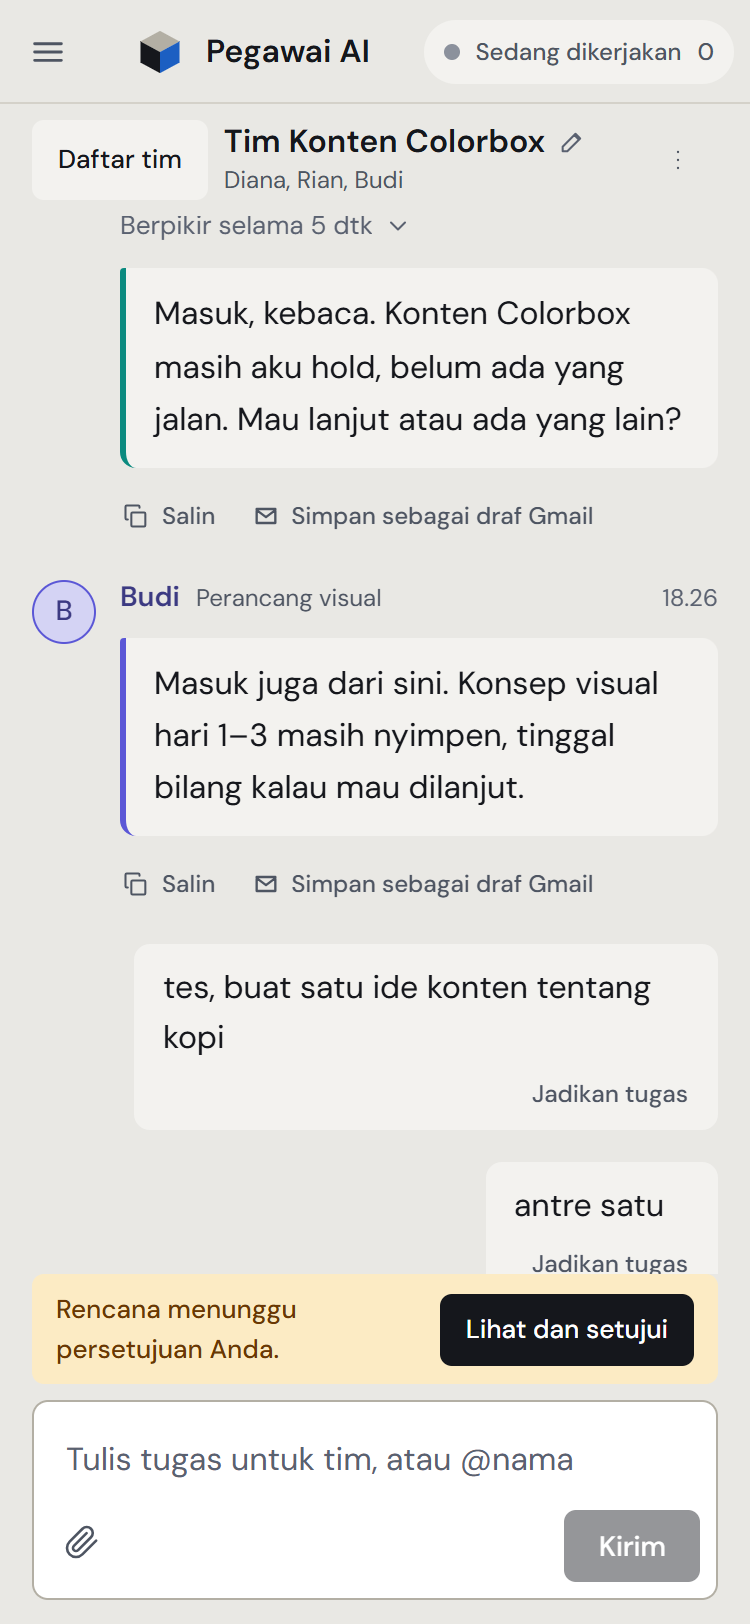 Pegawai AI
Sedang dikerjakan 0
Daftar tim
Tim Konten Colorbox
Diana, Rian, Budi
Berpikir selama 5 dtk
Masuk, kebaca. Konten Colorbox
masih aku hold, belum ada yang
jalan. Mau lanjut atau ada yang lain?
Salin
Simpan sebagai draf Gmail
B
Budi Perancang visual 18.26
Masuk juga dari sini. Konsep visual
hari 1–3 masih nyimpen, tinggal
bilang kalau mau dilanjut.
Salin
Simpan sebagai draf Gmail
tes, buat satu ide konten tentang
kopi
Jadikan tugas
antre satu
Jadikan tugas
Rencana menunggu
persetujuan Anda.
Lihat dan setujui
Tulis tugas untuk tim, atau @nama
Kirim